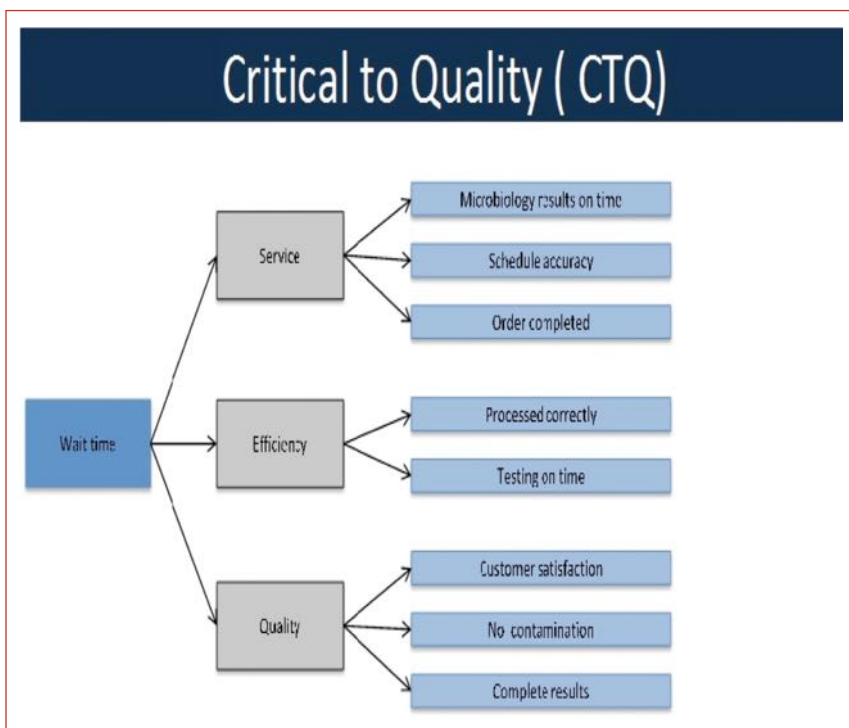 Critical to Quality ( CTQ)
Microbiology results on time
Service
Schedule accuracy
Order completed
Processed correctly
Wait time
Efficiency
Testing on time
Customer satisfaction
Quality
No contamination
Complete results